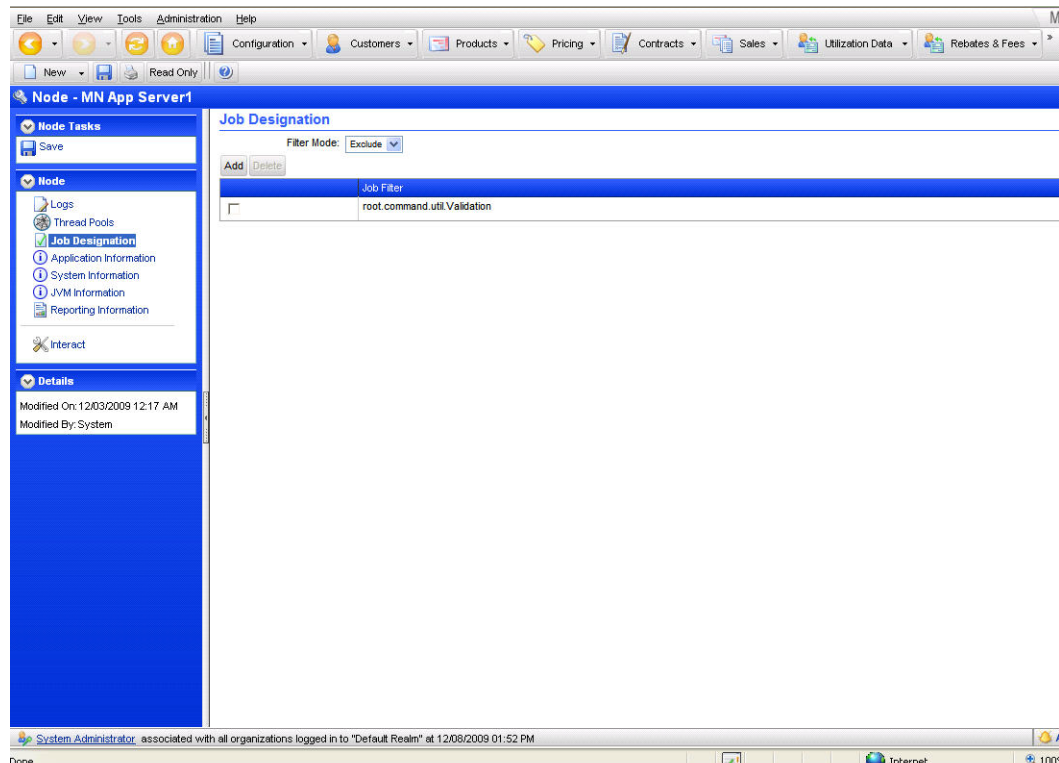 File Edit View Tools Administration Help
Configuration Customers Products Pricing Contracts Sales Utilization Data Rebates & Fees »
New Read Only
Node - MN App Server1
Node Tasks
Save
Node
Logs
Thread Pools
Job Designation
Application Information
System Information
JVM Information
Reporting Information
Interact
Details
Modified On: 12/03/2009 12:17 AM
Modified By: System
Job Designation
Filter Mode: Exclude
Add Delete
Job Filter
root.command.util.Validation
System Administrator associated with all organizations logged in to "Default Realm" at 12/08/2009 01:52 PM
Done Internet 100%